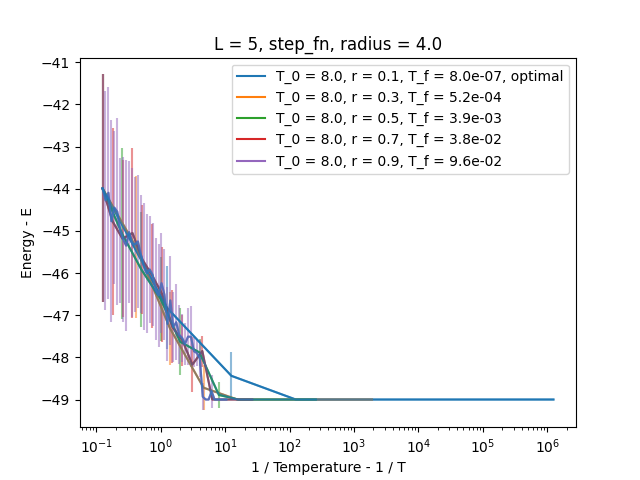 L = 5, step_fn, radius = 4.0
−41
−42
−43
−44
−45
−46
−47
−48
−49
Energy - E
T_0 = 8.0, r = 0.1, T_f = 8.0e-07, optimal
T_0 = 8.0, r = 0.3, T_f = 5.2e-04
T_0 = 8.0, r = 0.5, T_f = 3.9e-03
T_0 = 8.0, r = 0.7, T_f = 3.8e-02
T_0 = 8.0, r = 0.9, T_f = 9.6e-02
10⁻¹ 10⁰ 10¹ 10² 10³ 10⁴ 10⁵ 10⁶
1 / Temperature - 1 / T